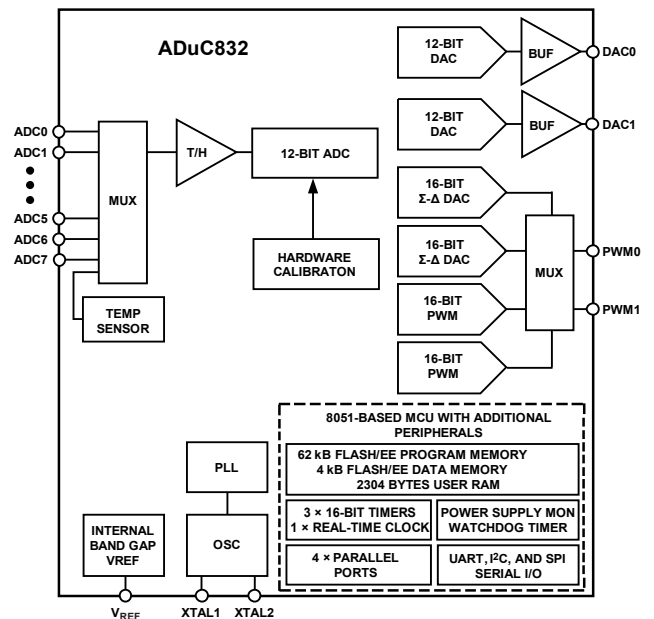 ADuC832
12-BIT
DAC
BUF
DAC0
12-BIT
DAC
BUF
DAC1
ADC0
ADC1
ADC5
ADC6
ADC7
MUX
T/H
12-BIT ADC
HARDWARE
CALIBRATON
TEMP
SENSOR
16-BIT
Σ-Δ DAC
16-BIT
Σ-Δ DAC
16-BIT
PWM
16-BIT
PWM
MUX
PWM0
PWM1
8051-BASED MCU WITH ADDITIONAL
PERIPHERALS
62 kB FLASH/EE PROGRAM MEMORY
4 kB FLASH/EE DATA MEMORY
2304 BYTES USER RAM
3 × 16-BIT TIMERS
1 × REAL-TIME CLOCK
POWER SUPPLY MON
WATCHDOG TIMER
4 × PARALLEL
PORTS
UART, I²C, AND SPI
SERIAL I/O
PLL
OSC
INTERNAL
BAND GAP
VREF
VREF
XTAL1
XTAL2